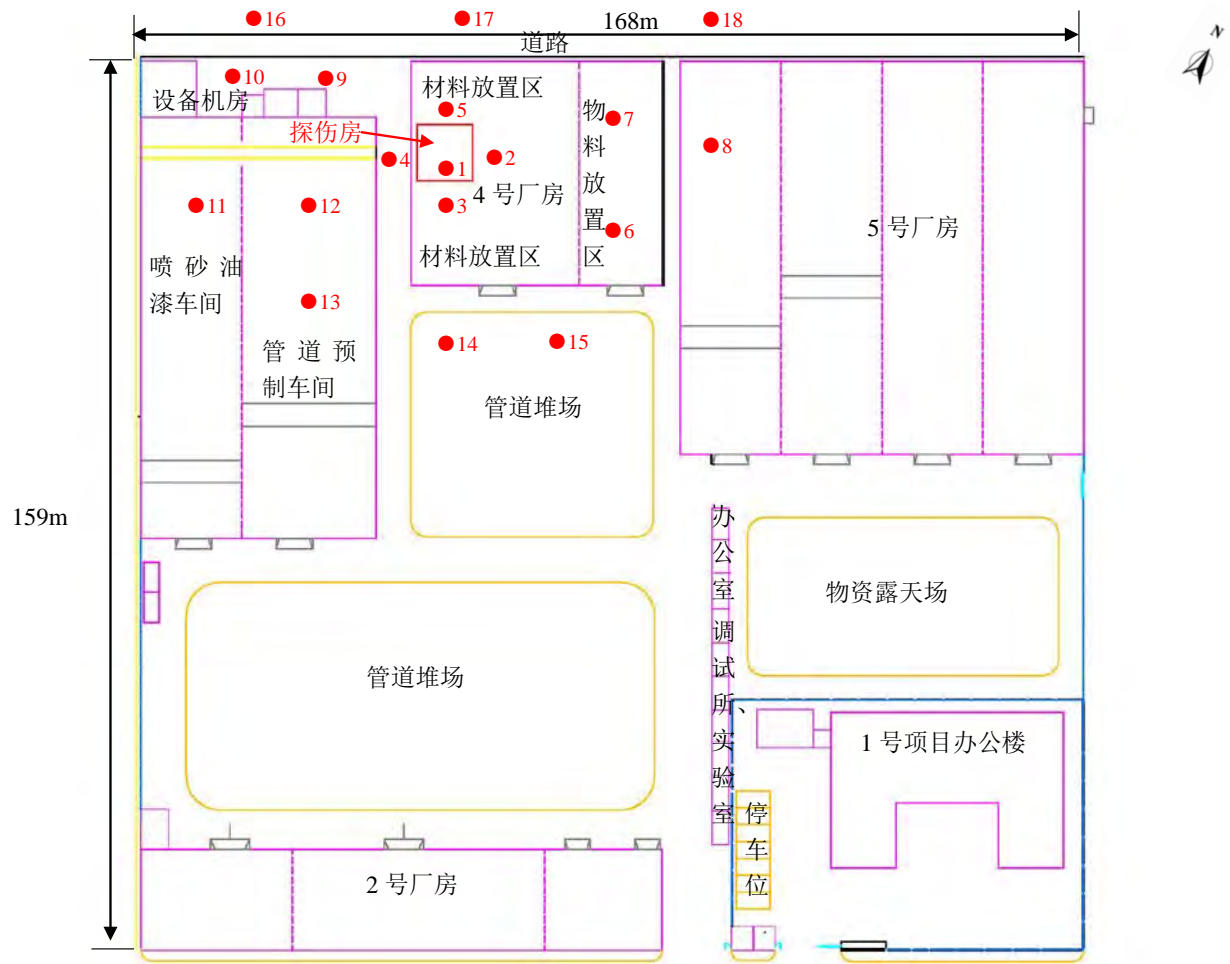 16
17
168m
18
道路
N
10
9
设备机房
材料放置区
5
探伤房
物料放置区
7
4
1
2
8
11
12
3
4 号厂房
6
5 号厂房
喷 砂 油
漆车间
材料放置区
13
14
15
管 道 预
制车间
管道堆场
159m
办公室调试所、实验室
物资露天场
管道堆场
1 号项目办公楼
停车位
2 号厂房